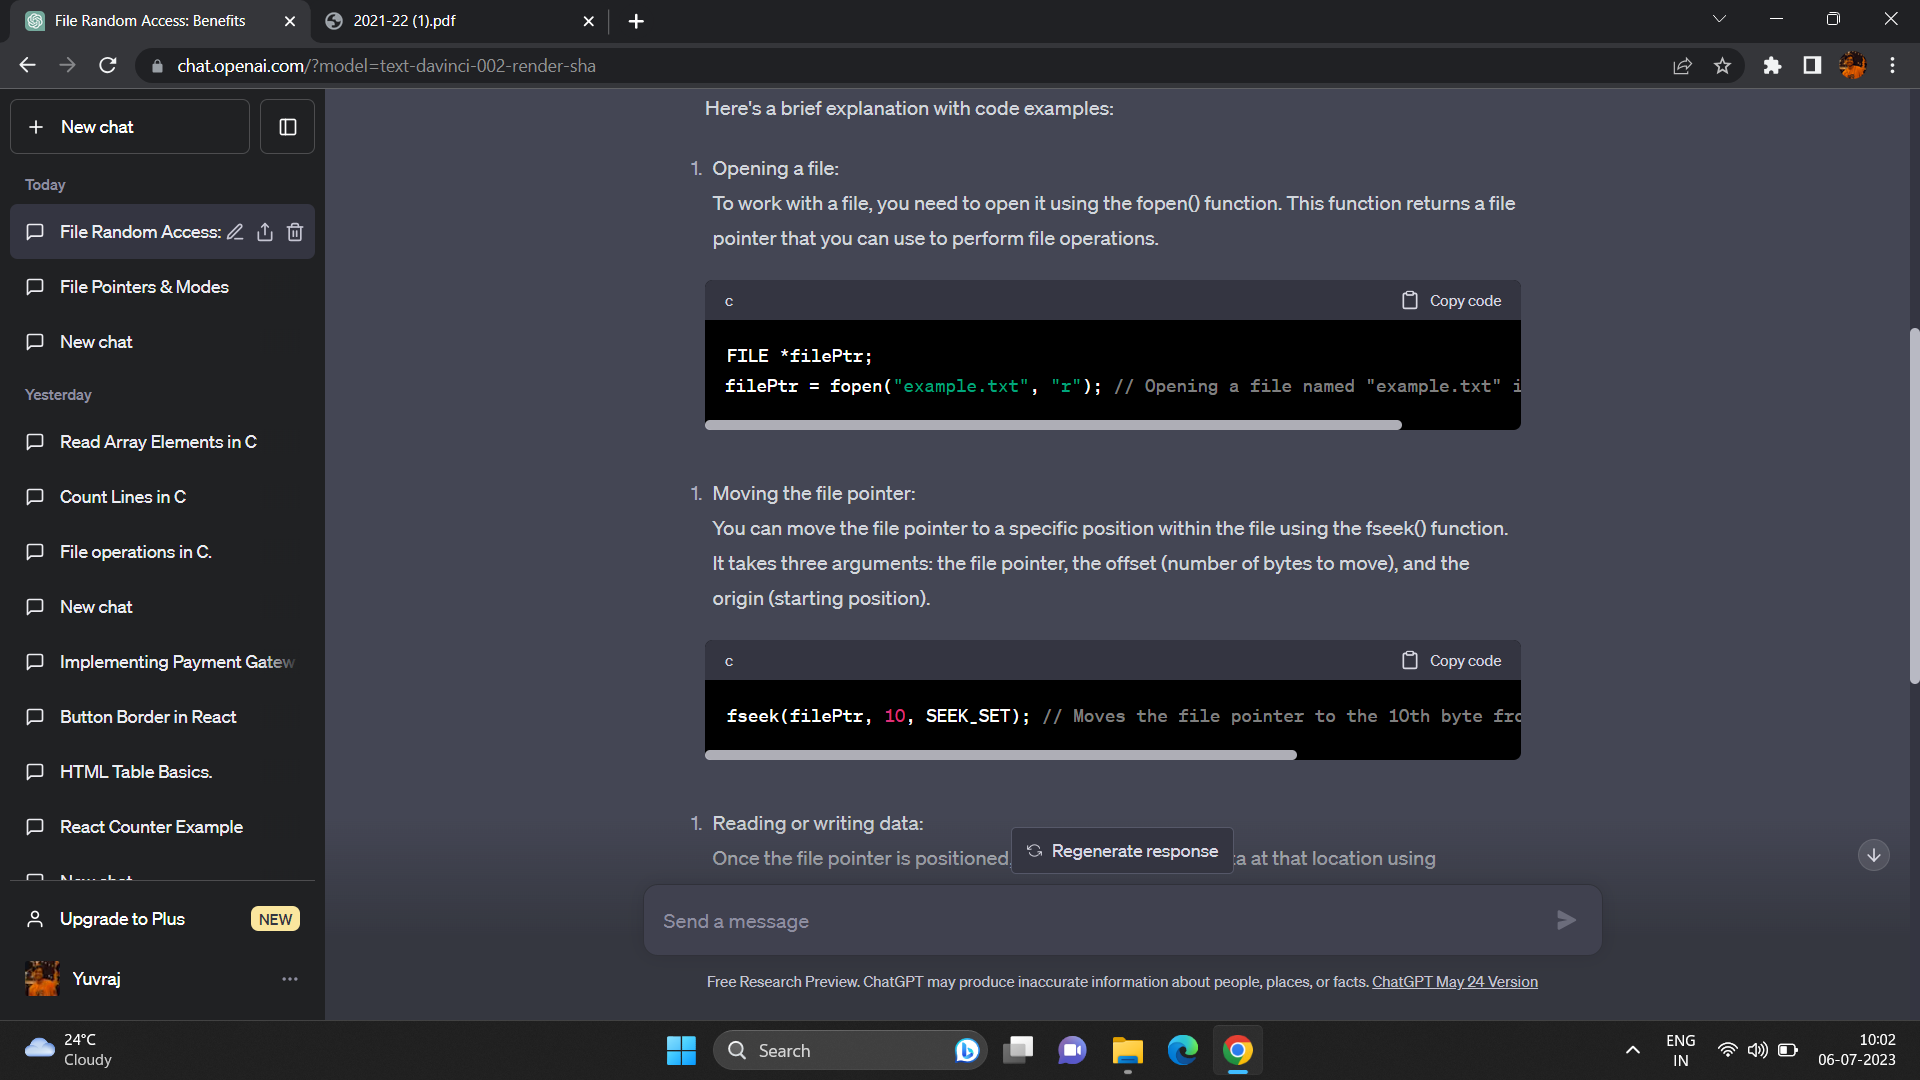 File Random Access: Benefits
2021-22 (1).pdf
chat.openai.com/?model=text-davinci-002-render-sha
New chat
Today
File Random Access:
File Pointers & Modes
New chat
Yesterday
Read Array Elements in C
Count Lines in C
File operations in C.
New chat
Implementing Payment Gatew
Button Border in React
HTML Table Basics.
React Counter Example
New chat
Upgrade to Plus NEW
Yuvraj
Here's a brief explanation with code examples:
1. Opening a file:
To work with a file, you need to open it using the fopen() function. This function returns a file
pointer that you can use to perform file operations.
c Copy code
FILE *filePtr;
filePtr = fopen("example.txt", "r"); // Opening a file named "example.txt" i
1. Moving the file pointer:
You can move the file pointer to a specific position within the file using the fseek() function.
It takes three arguments: the file pointer, the offset (number of bytes to move), and the
origin (starting position).
c Copy code
fseek(filePtr, 10, SEEK_SET); // Moves the file pointer to the 10th byte fro
1. Reading or writing data:
Once the file pointer is positioned, Regenerate response ta at that location using
Send a message
Free Research Preview. ChatGPT may produce inaccurate information about people, places, or facts. ChatGPT May 24 Version
24°C
Cloudy
Search
ENG
IN
10:02
06-07-2023